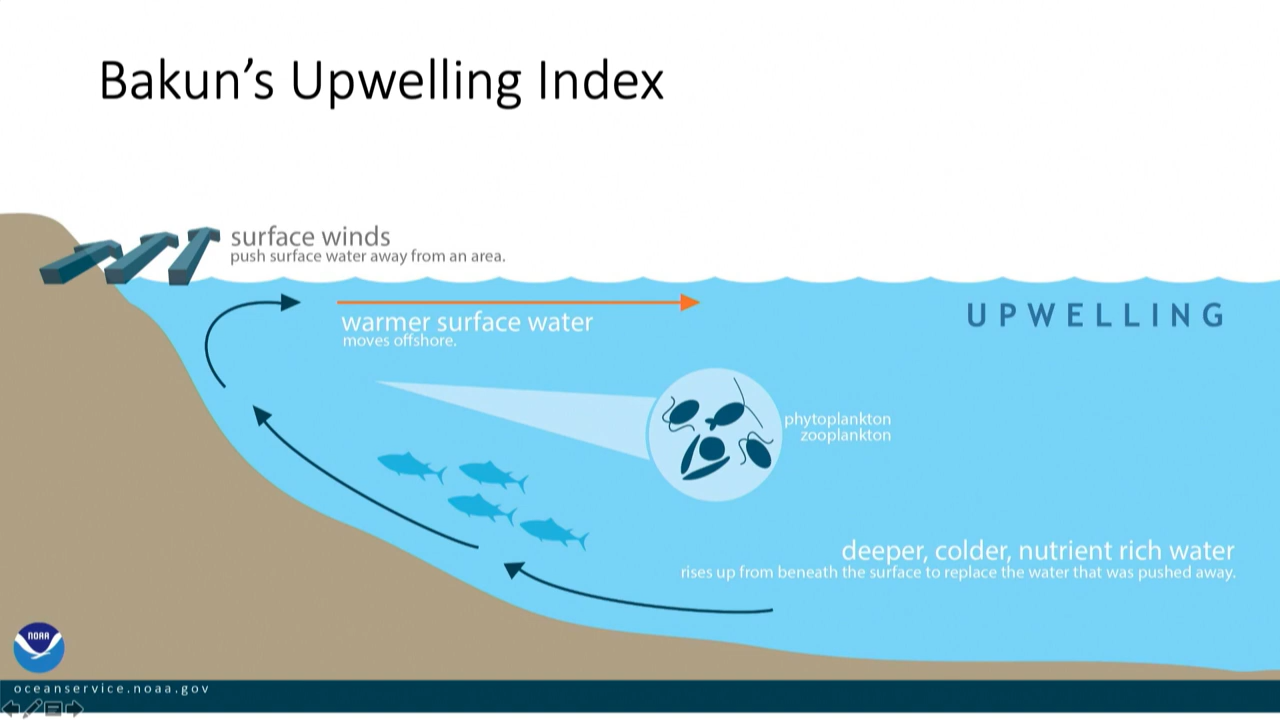 Bakun's Upwelling Index
surface winds
push surface water away from an area.
warmer surface water
moves offshore.
UPWELLING
phytoplankton
zooplankton
deeper, colder, nutrient rich water
rises up from beneath the surface to replace the water that was pushed away.
NOAA
oceanservice.noaa.gov